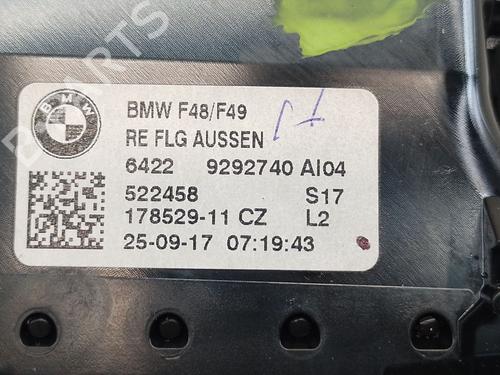 BMW
BMW F48/F49
RE FLG AUSSEN
6422 9292740 AI04
522458 S17
178529-11 CZ L2
25-09-17 07:19:43